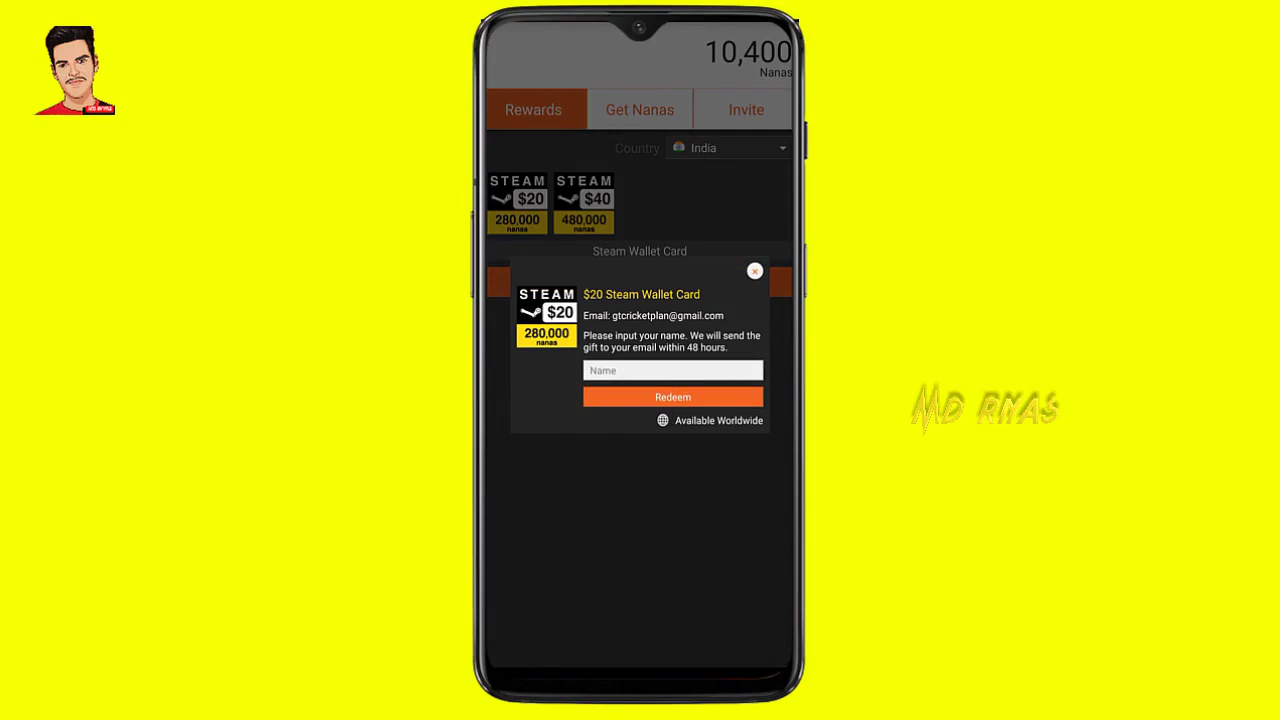 MD RIYAS
10,400
Nanas
Rewards
Get Nanas
Invite
Country
India
STEAM
$20
280,000
nanas
STEAM
$40
480,000
nanas
Steam Wallet Card
STEAM
$20
280,000
nanas
$20 Steam Wallet Card
Email: gtcricketplan@gmail.com
Please input your name. We will send the
gift to your email within 48 hours.
Name
Redeem
Available Worldwide
MD RIYAS